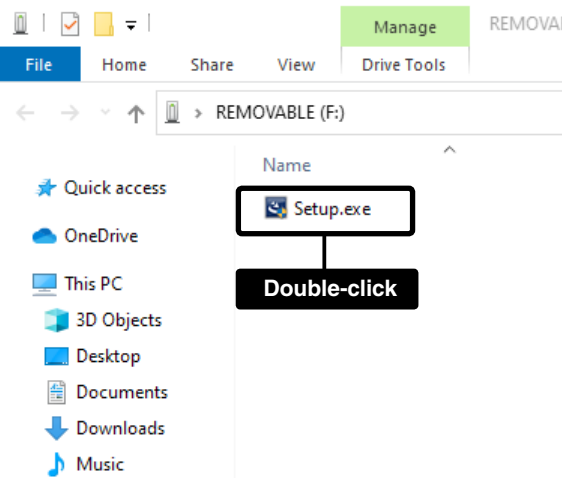 Manage
REMOVA
File Home Share View Drive Tools
REMOVABLE (F:)
Name
Quick access
Setup.exe
OneDrive
Double-click
This PC
3D Objects
Desktop
Documents
Downloads
Music